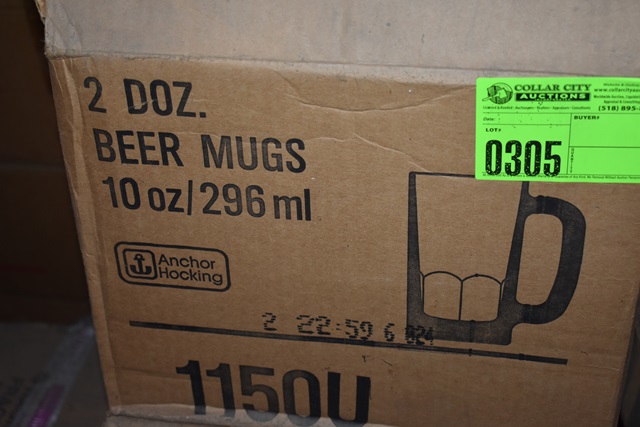 2 DOZ.
BEER MUGS
10 oz/296 ml
Anchor
Hocking
2 22:59 6
1150U
COLLAR CITY
AUCTIONS
(518) 895-
Date:
LOT#
BUYER#
0305